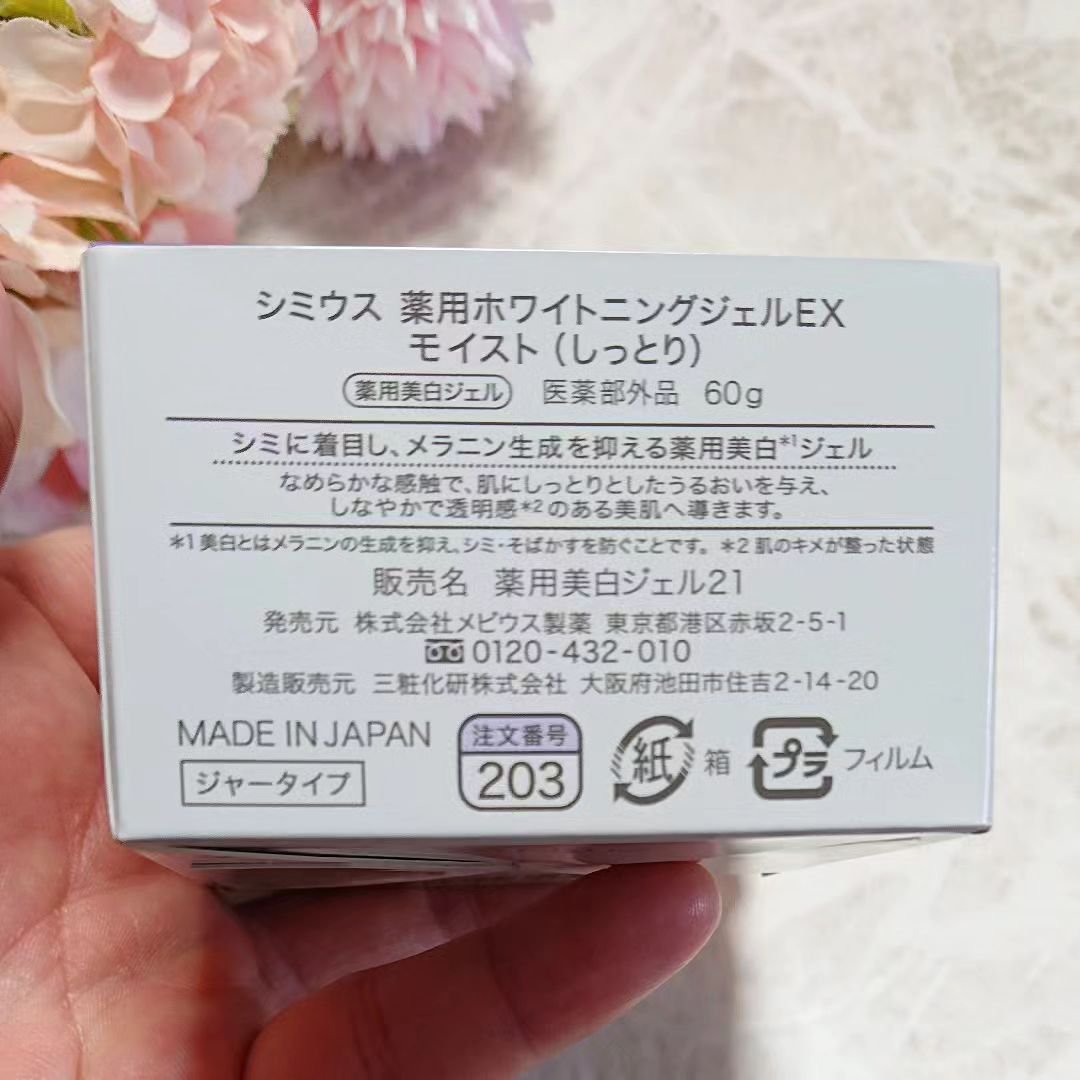 シミウス 薬用ホワイトニングジェルEX
モイスト（しっとり）
薬用美白ジェル 医薬部外品 60g
シミに着目し、メラニン生成を抑える薬用美白*1ジェル
なめらかな感触で、肌にしっとりとしたうるおいを与え、
しなやかで透明感*2のある美肌へ導きます。
*1 美白とはメラニンの生成を抑え、シミ・そばかすを防ぐことです。 *2 肌のキメが整った状態
販売名 薬用美白ジェル21
発売元 株式会社メビウス製薬 東京都港区赤坂2-5-1
0120-432-010
製造販売元 三粧化研株式会社 大阪府池田市住吉2-14-20
MADE IN JAPAN
ジャータイプ
注文番号
203
紙 箱
プラ フィルム